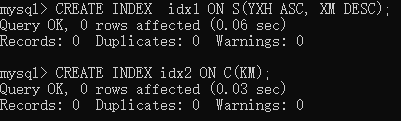 mysql> CREATE INDEX  idx1 ON S(YXH ASC, XM DESC);
Query OK, 0 rows affected (0.06 sec)
Records: 0  Duplicates: 0  Warnings: 0

mysql> CREATE INDEX idx2 ON C(KM);
Query OK, 0 rows affected (0.03 sec)
Records: 0  Duplicates: 0  Warnings: 0